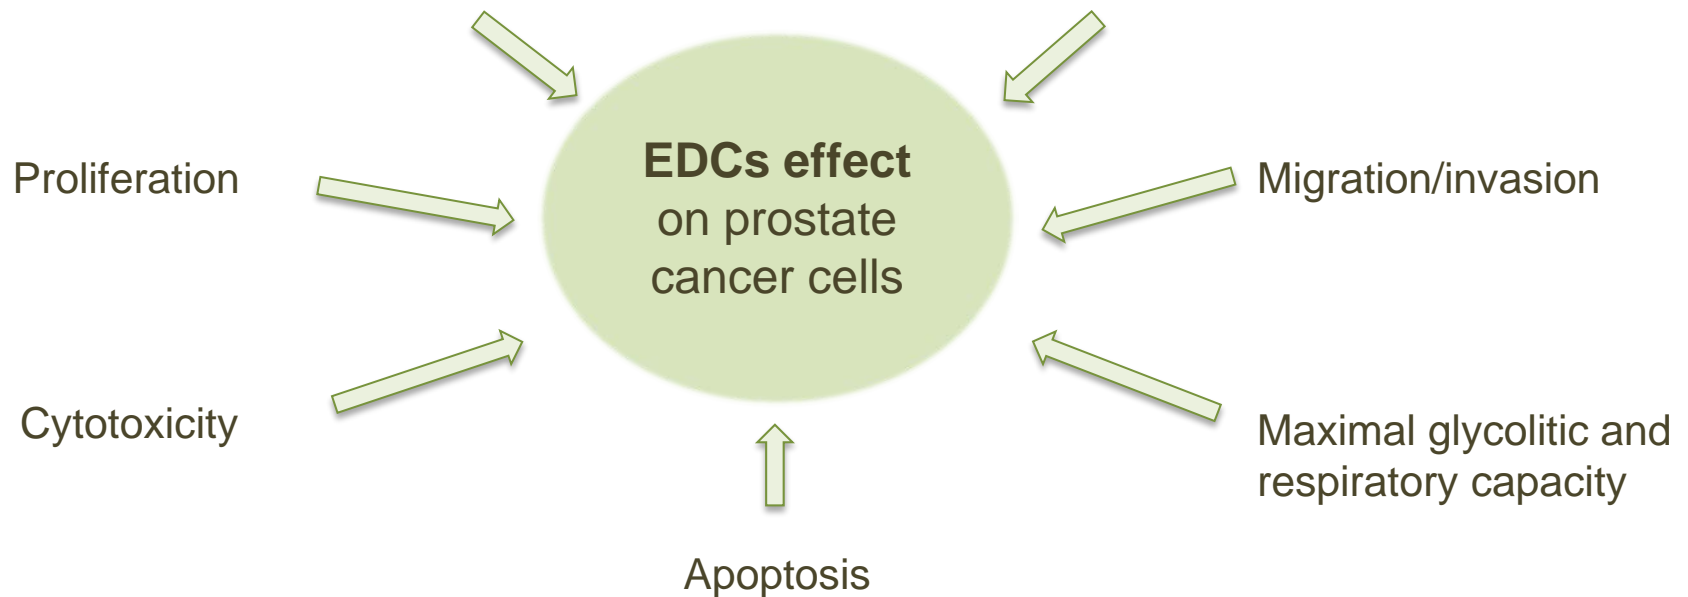 EDCs effect
on prostate
cancer cells
Proliferation
Migration/invasion
Cytotoxicity
Maximal glycolitic and
respiratory capacity
Apoptosis